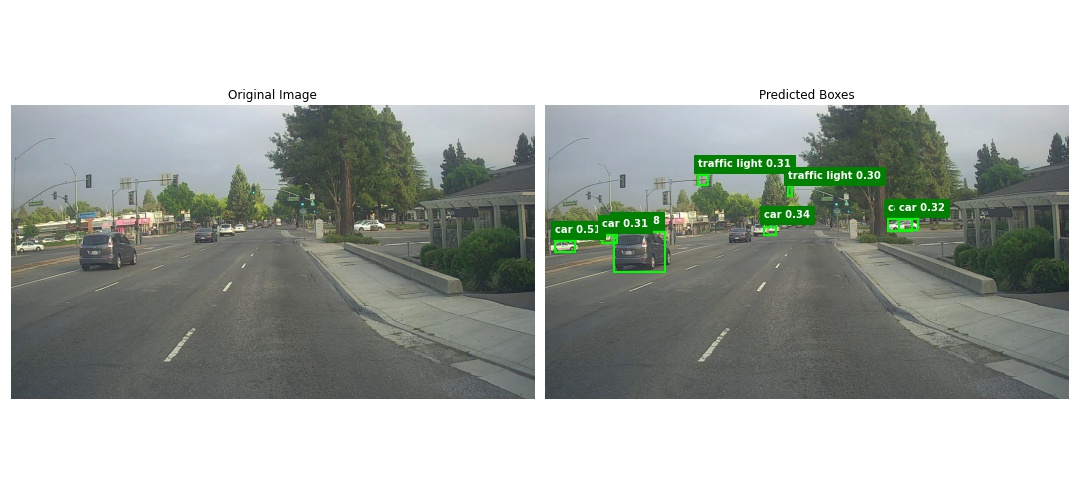 Original Image
Predicted Boxes
traffic light 0.31
traffic light 0.30
car 0.34
car 0.32
car 0.31
8
car 0.51